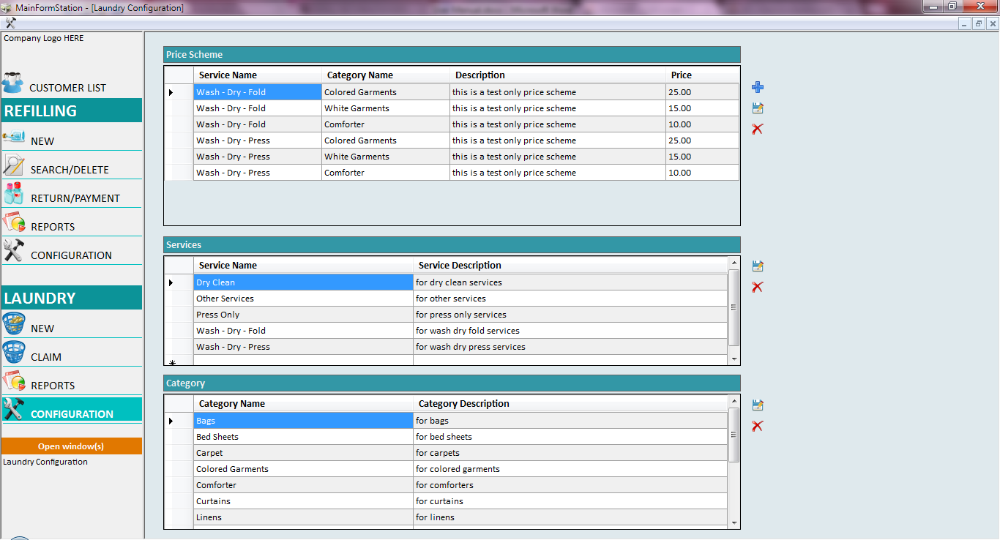 MainFormStation - [Laundry Configuration]
Company Logo HERE
CUSTOMER LIST
REFILLING
NEW
SEARCH/DELETE
RETURN/PAYMENT
REPORTS
CONFIGURATION
LAUNDRY
NEW
CLAIM
REPORTS
CONFIGURATION
Open window(s)
Laundry Configuration
Price Scheme
Service Name Category Name Description Price
Wash - Dry - Fold Colored Garments this is a test only price scheme 25.00
Wash - Dry - Fold White Garments this is a test only price scheme 15.00
Wash - Dry - Fold Comforter this is a test only price scheme 10.00
Wash - Dry - Press Colored Garments this is a test only price scheme 25.00
Wash - Dry - Press White Garments this is a test only price scheme 15.00
Wash - Dry - Press Comforter this is a test only price scheme 10.00
Services
Service Name Service Description
Dry Clean for dry clean services
Other Services for other services
Press Only for press only services
Wash - Dry - Fold for wash dry fold services
Wash - Dry - Press for wash dry press services
Category
Category Name Category Description
Bags for bags
Bed Sheets for bed sheets
Carpet for carpets
Colored Garments for colored garments
Comforter for comforters
Curtains for curtains
Linens for linens